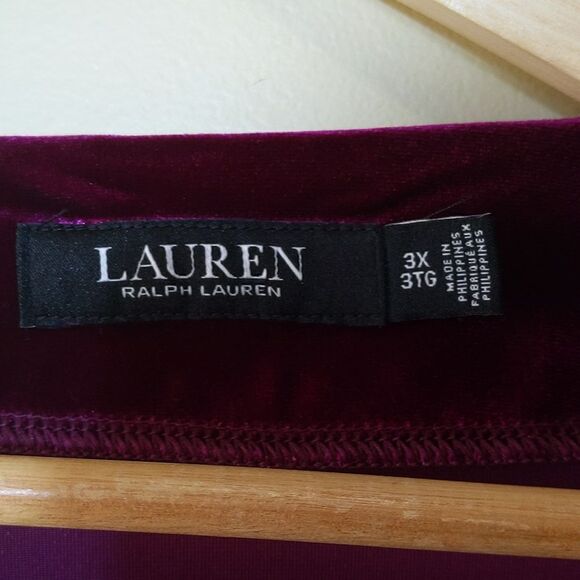 LAUREN
RALPH LAUREN
3X
3TG
MADE IN
PHILIPPINES
FABRIQUÉ AUX
PHILIPPINES